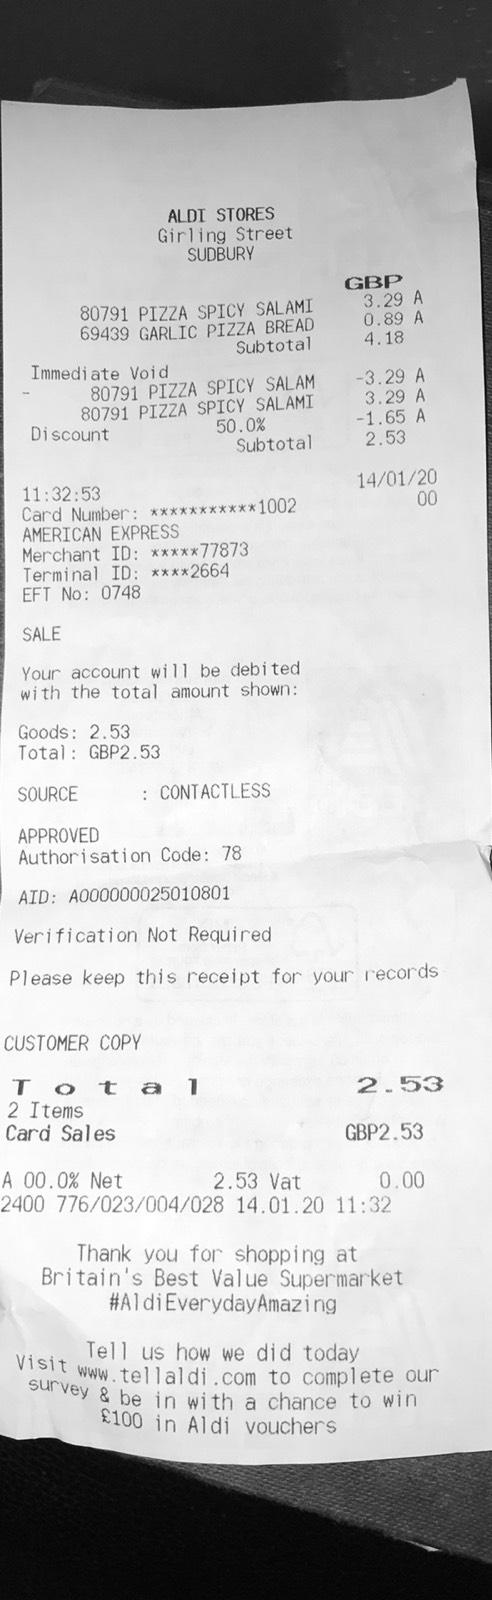 ALDI STORES
Girling Street
SUDBURY
GBP
80791 PIZZA SPICY SALAMI 3.29 A
69439 GARLIC PIZZA BREAD 0.89 A
Subtotal 4.18
Immediate Void
- 80791 PIZZA SPICY SALAM -3.29 A
80791 PIZZA SPICY SALAMI 3.29 A
Discount 50.0% -1.65 A
Subtotal 2.53
11:32:53 14/01/20
Card Number: ***********1002 00
AMERICAN EXPRESS
Merchant ID: *****77873
Terminal ID: ****2664
EFT No: 0748
SALE
Your account will be debited
with the total amount shown:
Goods: 2.53
Total: GBP2.53
SOURCE : CONTACTLESS
APPROVED
Authorisation Code: 78
AID: A000000025010801
Verification Not Required
Please keep this receipt for your records
CUSTOMER COPY
Total 2.53
2 Items
Card Sales GBP2.53
A 00.0% Net 2.53 Vat 0.00
2400 776/023/004/028 14.01.20 11:32
Thank you for shopping at
Britain's Best Value Supermarket
#AldiEverydayAmazing
Tell us how we did today
Visit www.tellaldi.com to complete our
survey & be in with a chance to win
£100 in Aldi vouchers